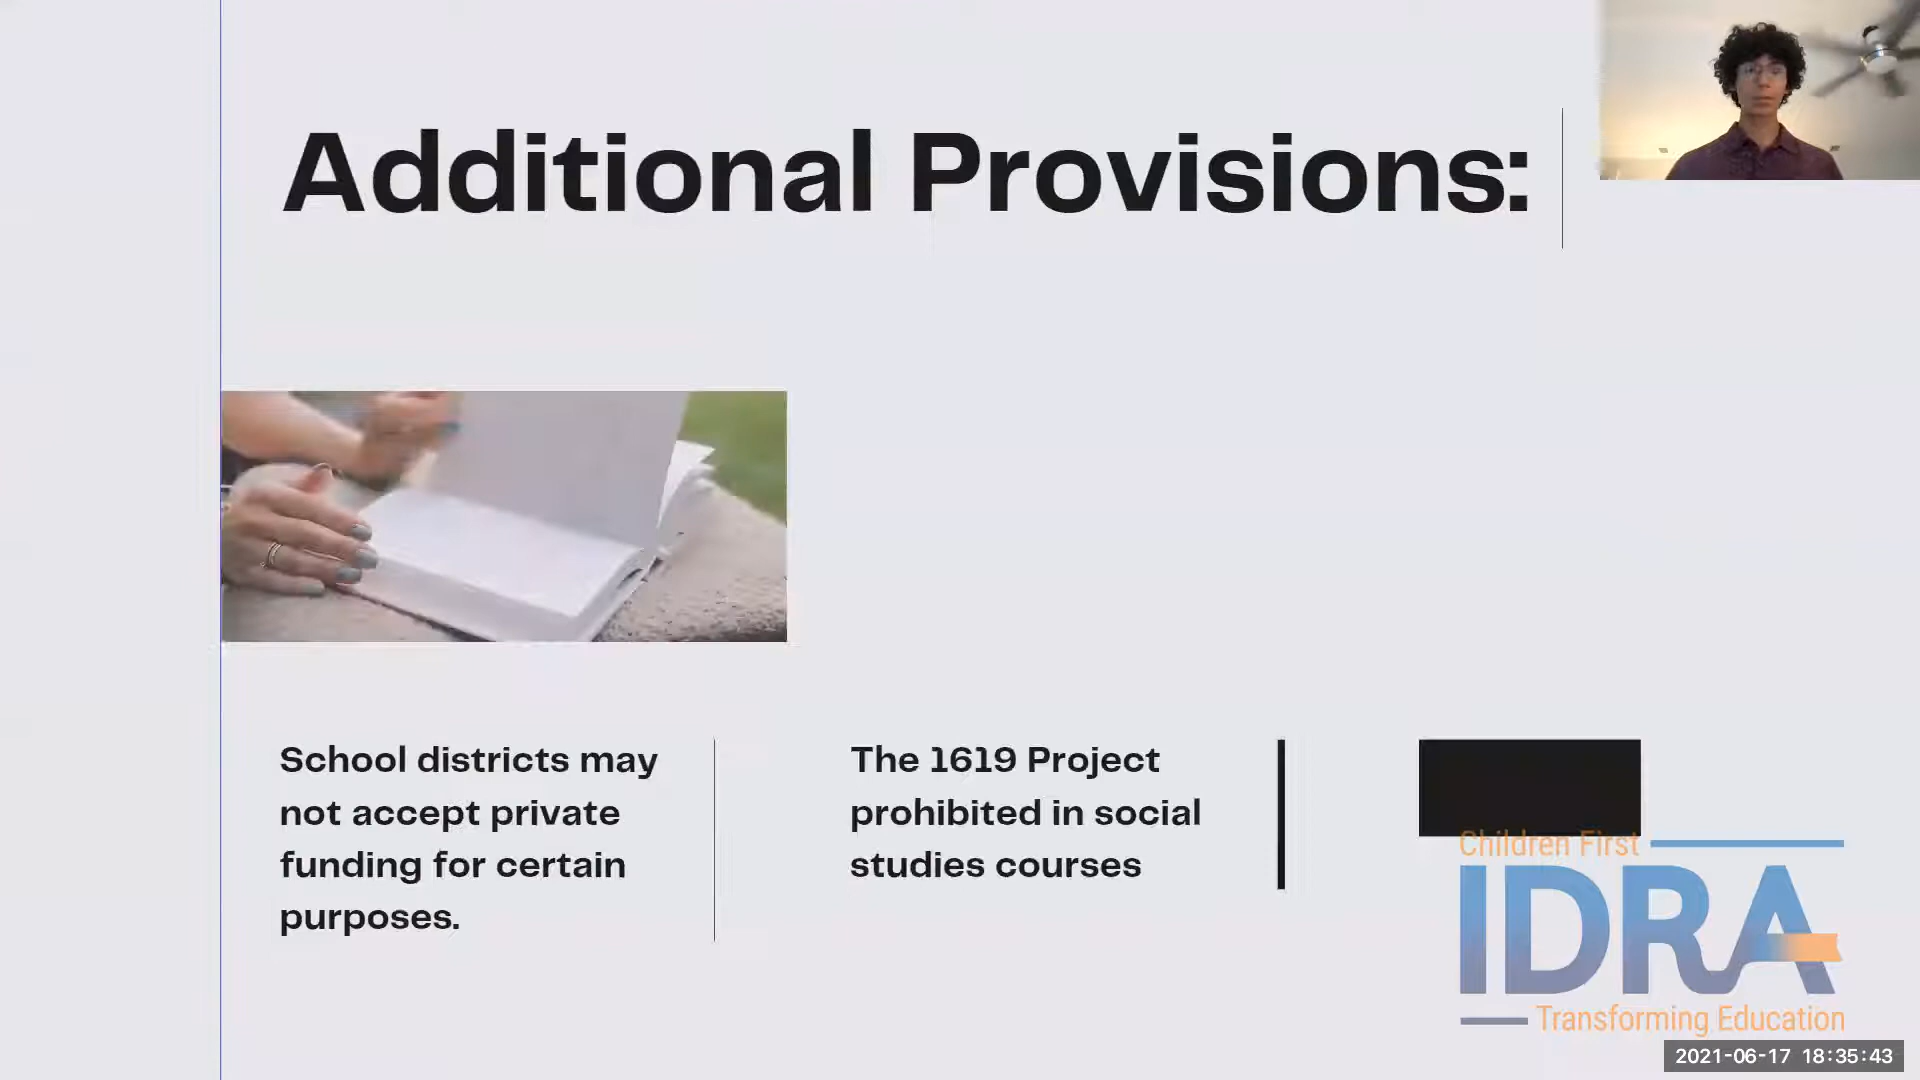 Additional Provisions:
School districts may
not accept private
funding for certain
purposes.
The 1619 Project
prohibited in social
studies courses
Children First
IDRA
Transforming Education
2021-06-17 18:35:43